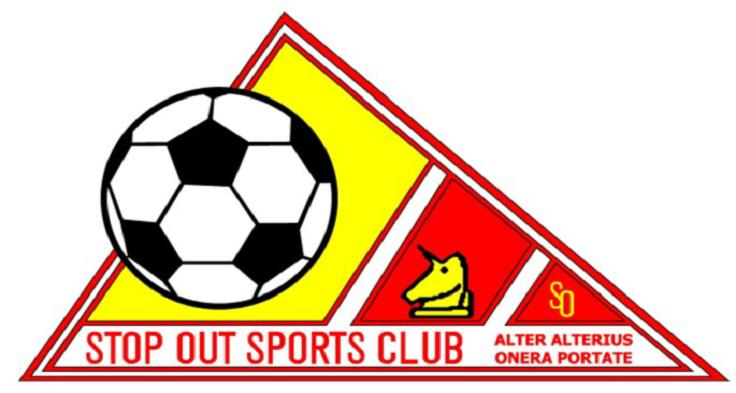 SO
STOP OUT SPORTS CLUB
ALTER ALTERIUS
ONERA PORTATE